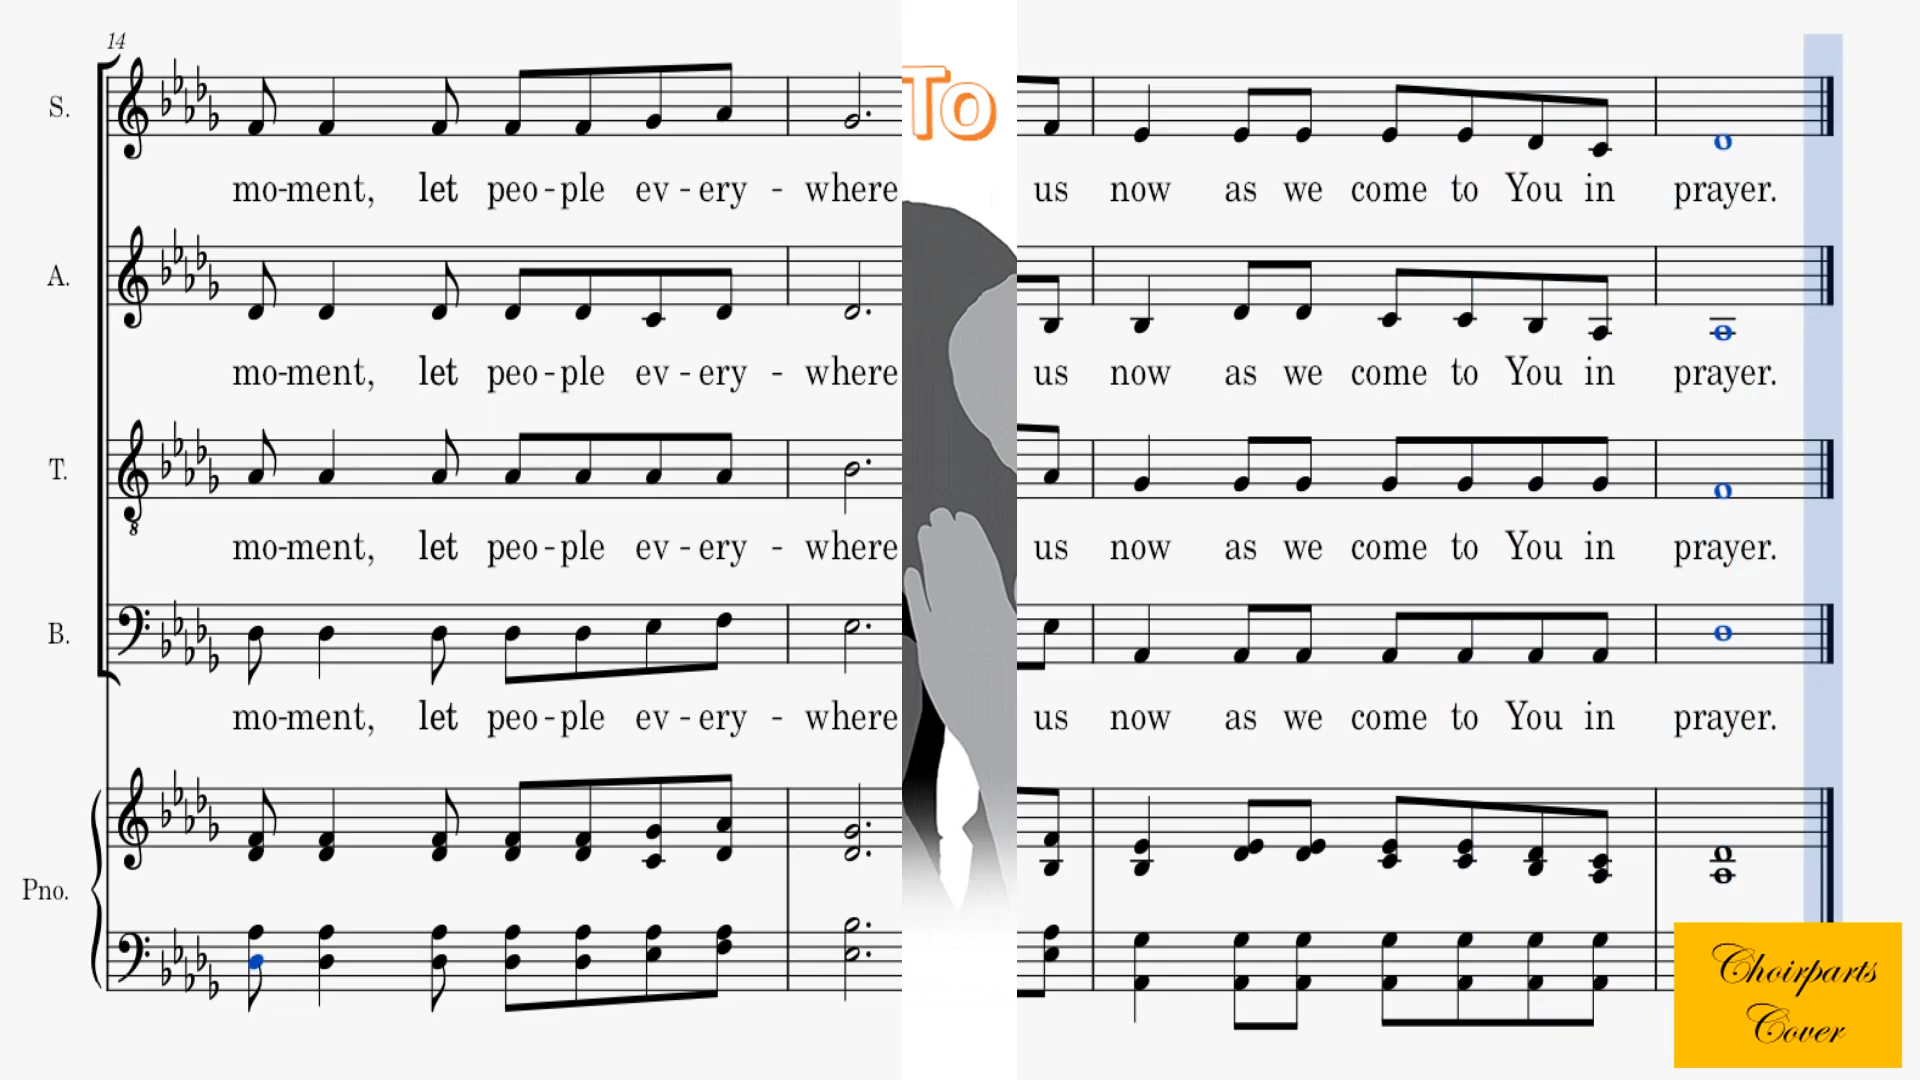 14
To
S.
mo-ment, let peo-ple ev-ery - where us now as we come to You in prayer.
A.
mo-ment, let peo-ple ev-ery - where us now as we come to You in prayer.
T.
8
mo-ment, let peo-ple ev-ery - where us now as we come to You in prayer.
B.
mo-ment, let peo-ple ev-ery - where us now as we come to You in prayer.
Pno.
Choirparts
Cover